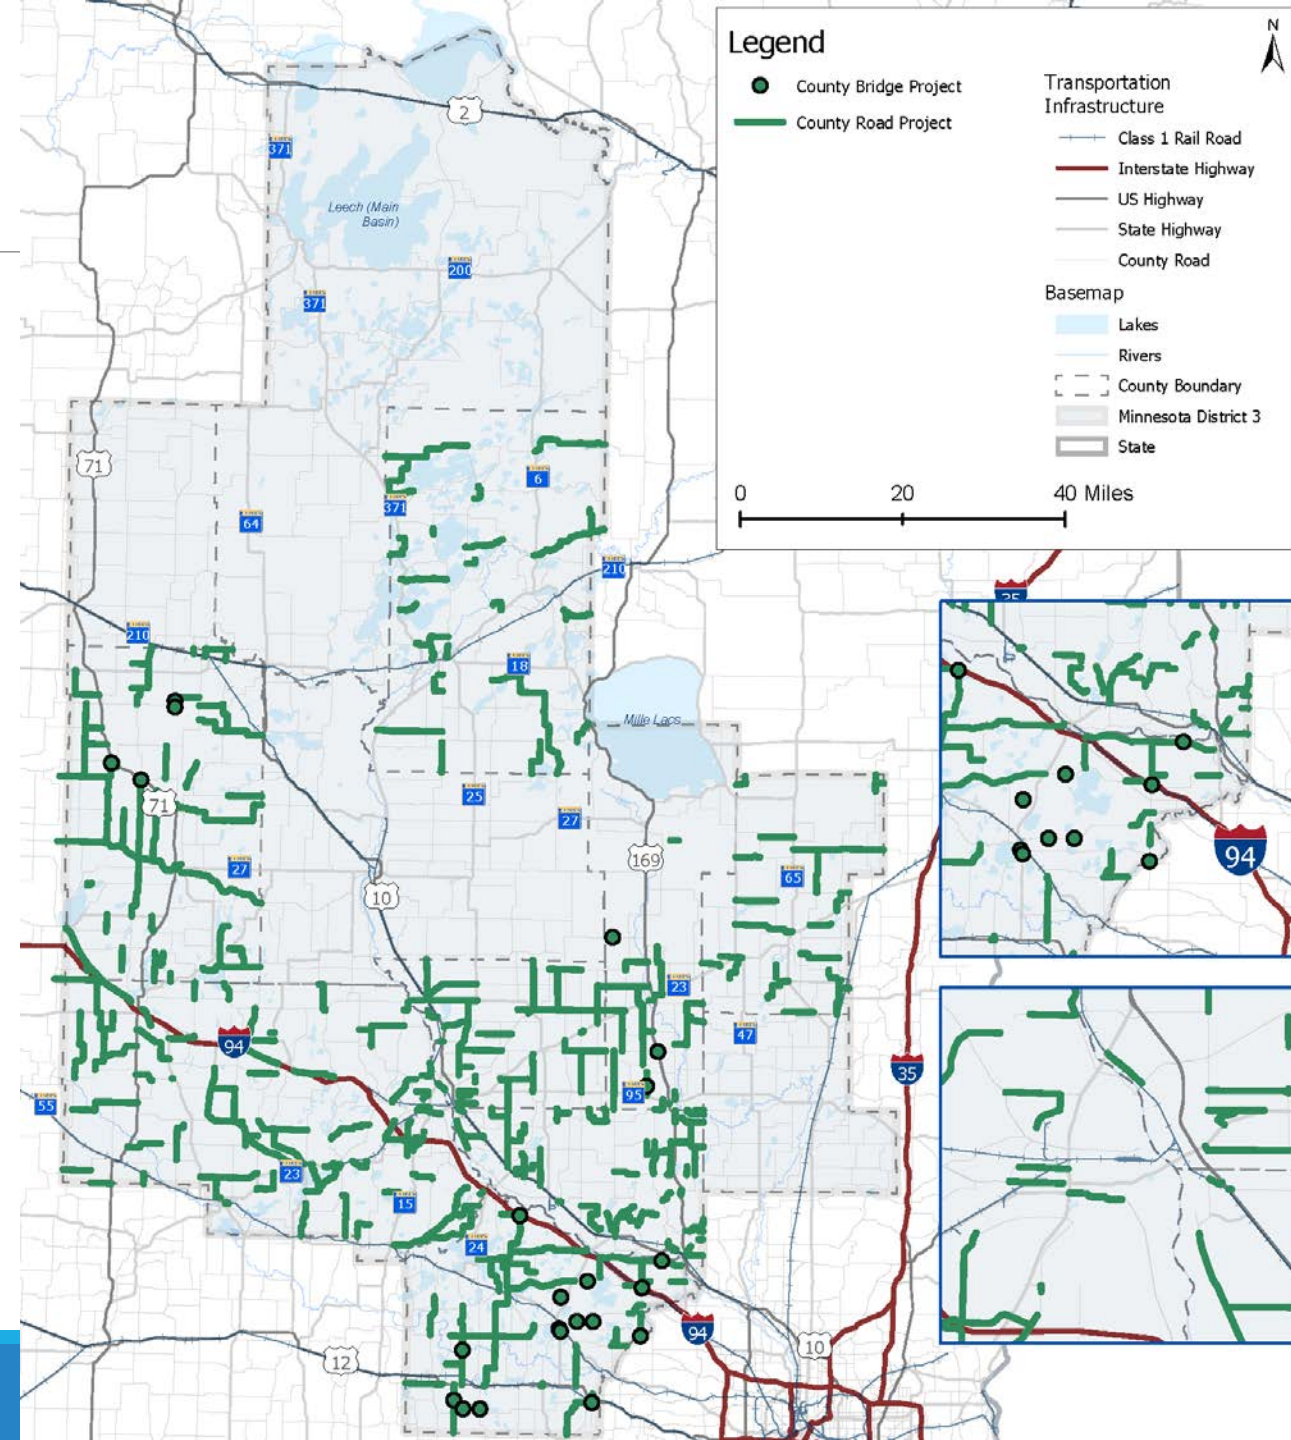 Legend
N
County Bridge Project
County Road Project
Transportation
Infrastructure
Class 1 Rail Road
Interstate Highway
US Highway
State Highway
County Road
Basemap
Lakes
Rivers
County Boundary
Minnesota District 3
State
0 20 40 Miles
2
371
Leech (Main
Basin)
200
371
71
6
371
64
210
35
210
18
Mille Lacs
71
25
27
169
27
65
94
10
23
47
94
35
95
55
23
15
24
94
10
12